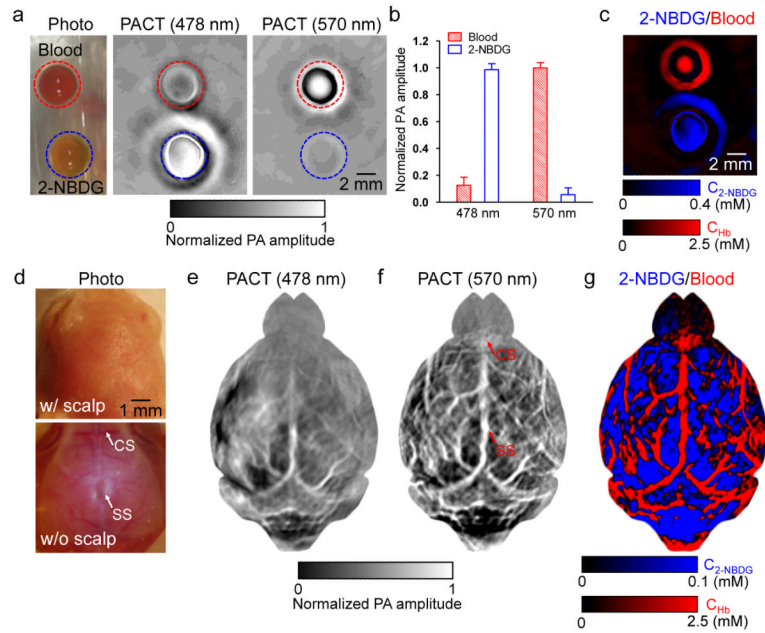 a Photo PACT (478 nm) PACT (570 nm)
Blood
2-NBDG
2 mm
0 1
Normalized PA amplitude
b
Blood
2-NBDG
Normalized PA amplitude
1.2
1.0
0.8
0.6
0.4
0.2
0.0
478 nm 570 nm
c 2-NBDG/Blood
2 mm
C2-NBDG
0 0.4 (mM)
CHb
0 2.5 (mM)
d Photo
w/ scalp
1 mm
CS
SS
w/o scalp
e PACT (478 nm)
f PACT (570 nm)
CS
SS
0 1
Normalized PA amplitude
g 2-NBDG/Blood
C2-NBDG
0 0.1 (mM)
CHb
0 2.5 (mM)